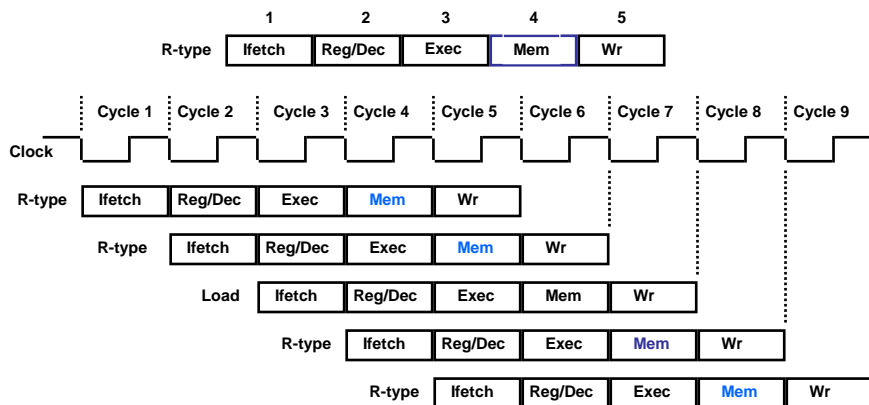 1 2 3 4 5
R-type Ifetch Reg/Dec Exec Mem Wr
Cycle 1 Cycle 2 Cycle 3 Cycle 4 Cycle 5 Cycle 6 Cycle 7 Cycle 8 Cycle 9
Clock
R-type Ifetch Reg/Dec Exec Mem Wr
R-type Ifetch Reg/Dec Exec Mem Wr
Load Ifetch Reg/Dec Exec Mem Wr
R-type Ifetch Reg/Dec Exec Mem Wr
R-type Ifetch Reg/Dec Exec Mem Wr